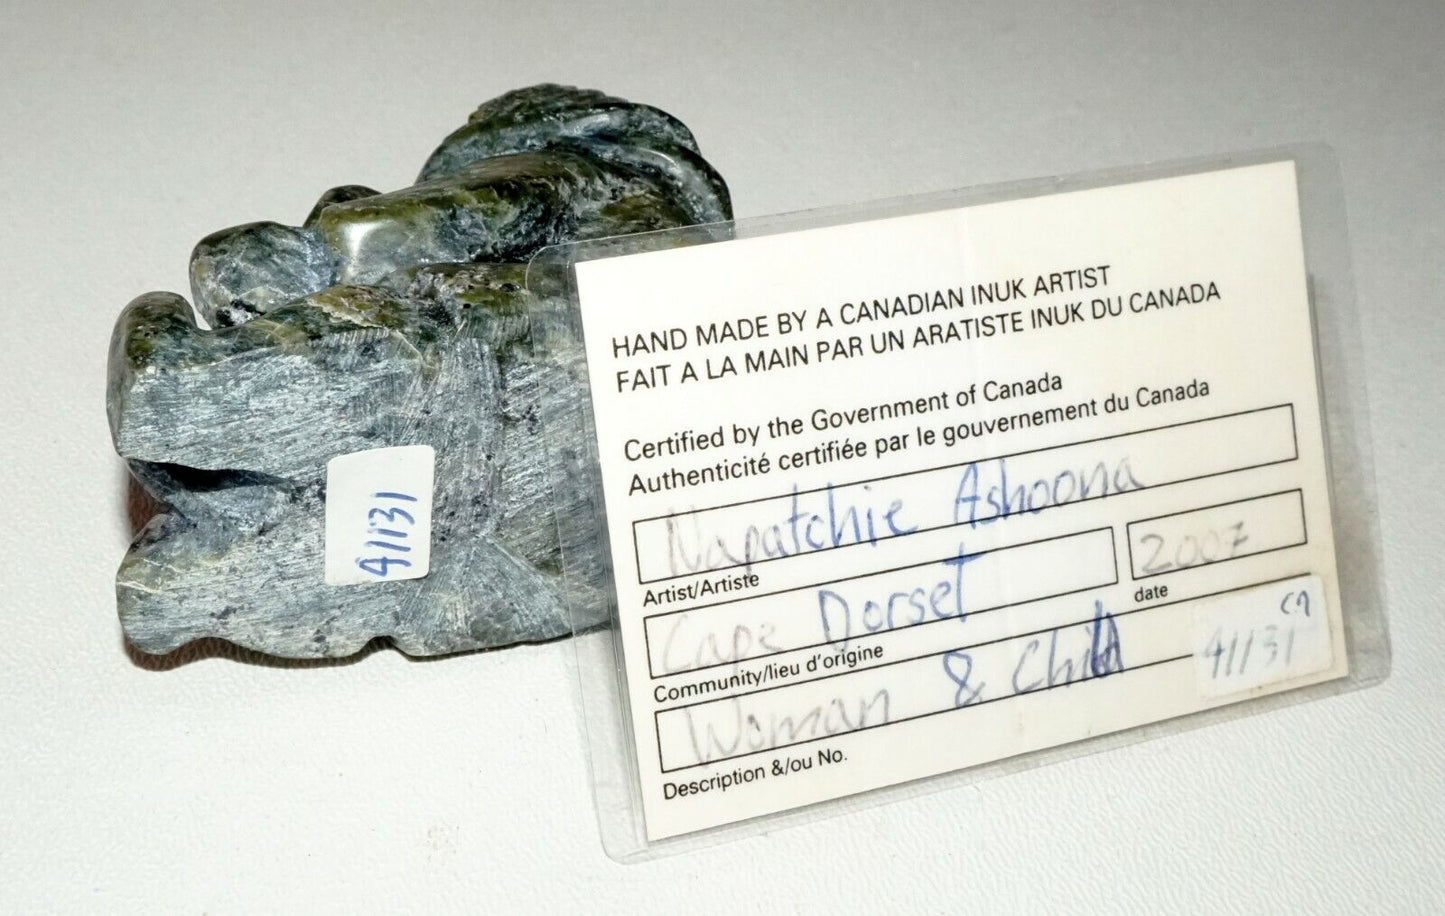 41131
HAND MADE BY A CANADIAN INUK ARTIST
FAIT A LA MAIN PAR UN ARATISTE INUK DU CANADA
Certified by the Government of Canada
Authenticité certifiée par le gouvernement du Canada
Napatchie Ashoona
Artist/Artiste
Cape Dorset
2007
Community/lieu d'origine
date
Woman & Child
Description &/ou No.
41131